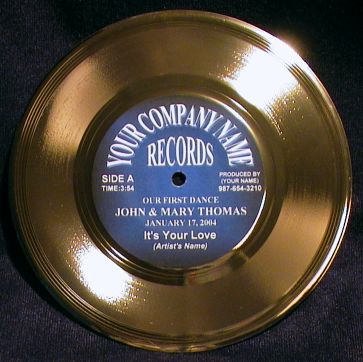 YOUR COMPANY NAME
RECORDS
SIDE A
TIME:3:54
PRODUCED BY
(YOUR NAME)
987-654-3210
OUR FIRST DANCE
JOHN & MARY THOMAS
JANUARY 17, 2004
It's Your Love
(Artist's Name)